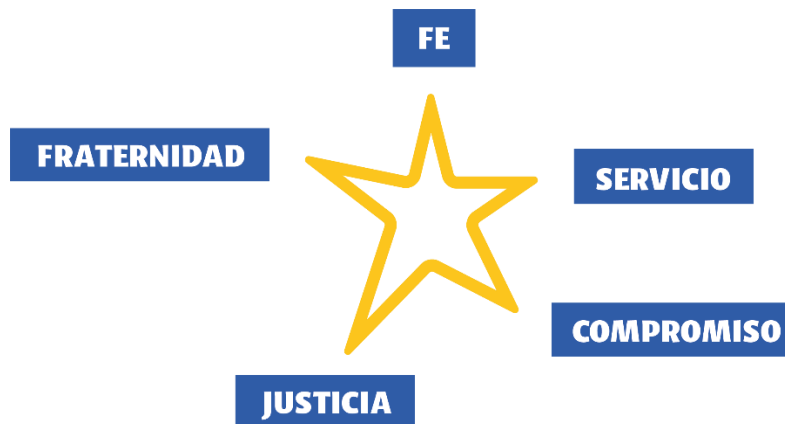 FE
FRATERNIDAD
SERVICIO
COMPROMISO
JUSTICIA